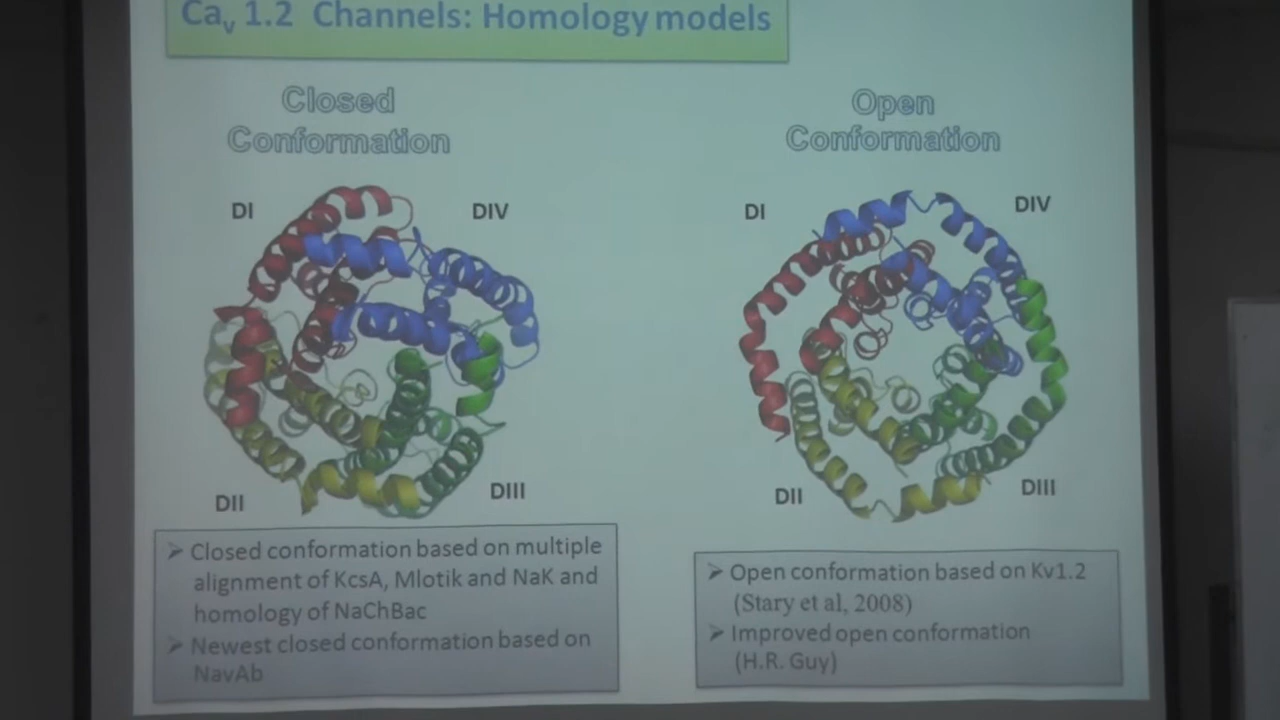 Cav 1.2 Channels: Homology models
Closed
Conformation
Open
Conformation
DI
DIV
DI
DIV
DII
DIII
DII
DIII
➢ Closed conformation based on multiple
alignment of KcsA, Mlotik and NaK and
homology of NaChBac
➢ Newest closed conformation based on
NavAb
➢ Open conformation based on Kv1.2
(Stary et al, 2008)
➢ Improved open conformation
(H.R. Guy)